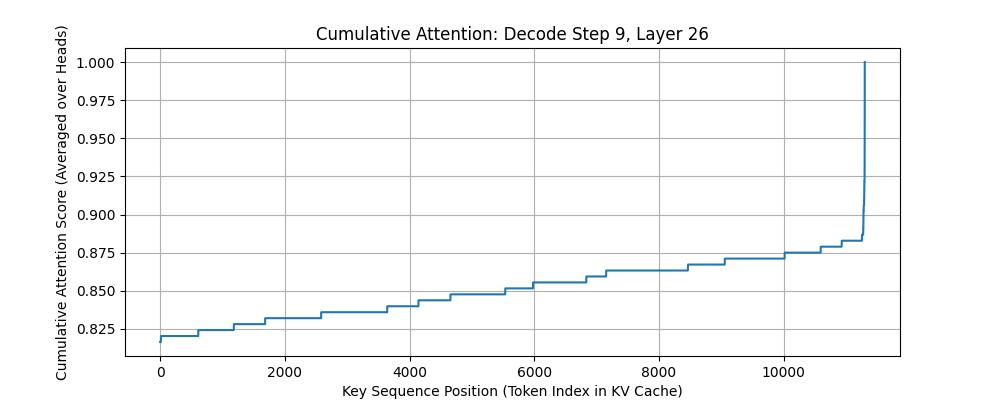 Cumulative Attention: Decode Step 9, Layer 26
Cumulative Attention Score (Averaged over Heads)
1.000
0.975
0.950
0.925
0.900
0.875
0.850
0.825
0 2000 4000 6000 8000 10000
Key Sequence Position (Token Index in KV Cache)